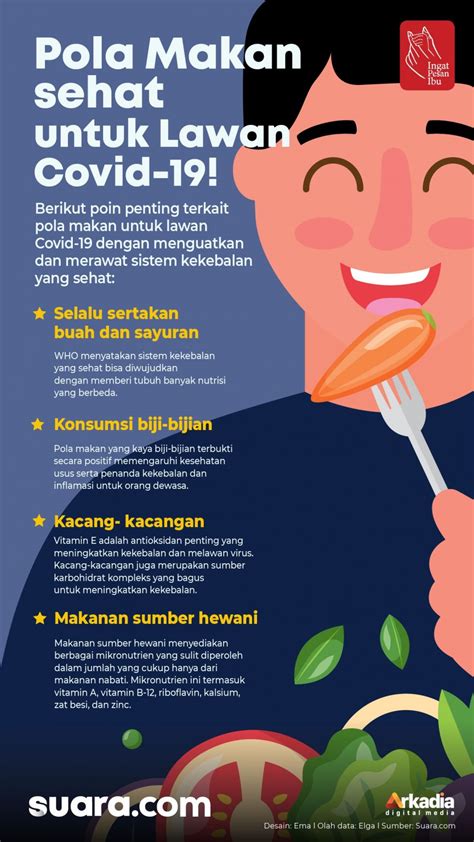 Pola Makan
sehat
untuk Lawan
Covid-19!
Ingat
Pesan
Ibu
Berikut poin penting terkait
pola makan untuk lawan
Covid-19 dengan menguatkan
dan merawat sistem kekebalan
yang sehat:
Selalu sertakan
buah dan sayuran
WHO menyatakan sistem kekebalan
yang sehat bisa diwujudkan
dengan memberi tubuh banyak nutrisi
yang berbeda.
Konsumsi biji-bijian
Pola makan yang kaya biji-bijian terbukti
secara positif memengaruhi kesehatan
usus serta penanda kekebalan dan
inflamasi untuk orang dewasa.
Kacang- kacangan
Vitamin E adalah antioksidan penting yang
meningkatkan kekebalan dan melawan virus.
Kacang-kacangan juga merupakan sumber
karbohidrat kompleks yang bagus
untuk meningkatkan kekebalan.
Makanan sumber hewani
Makanan sumber hewani menyediakan
berbagai mikronutrien yang sulit diperoleh
dalam jumlah yang cukup hanya dari
makanan nabati. Mikronutrien ini termasuk
vitamin A, vitamin B-12, riboflavin, kalsium,
zat besi, dan zinc.
suara.com
Arkadia
digital media
Desain: Ema I Olah data: Elga I Sumber: Suara.com